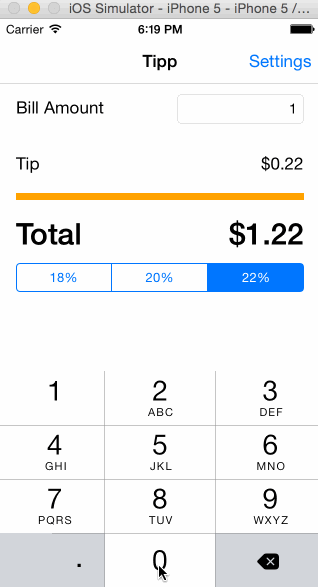 iOS Simulator - iPhone 5 - iPhone 5 /...
Carrier 6:19 PM
Tipp Settings
Bill Amount 1
Tip $0.22
Total $1.22
18% 20% 22%
1 2 3
ABC DEF
4 5 6
GHI JKL MNO
7 8 9
PQRS TUV WXYZ
. 0